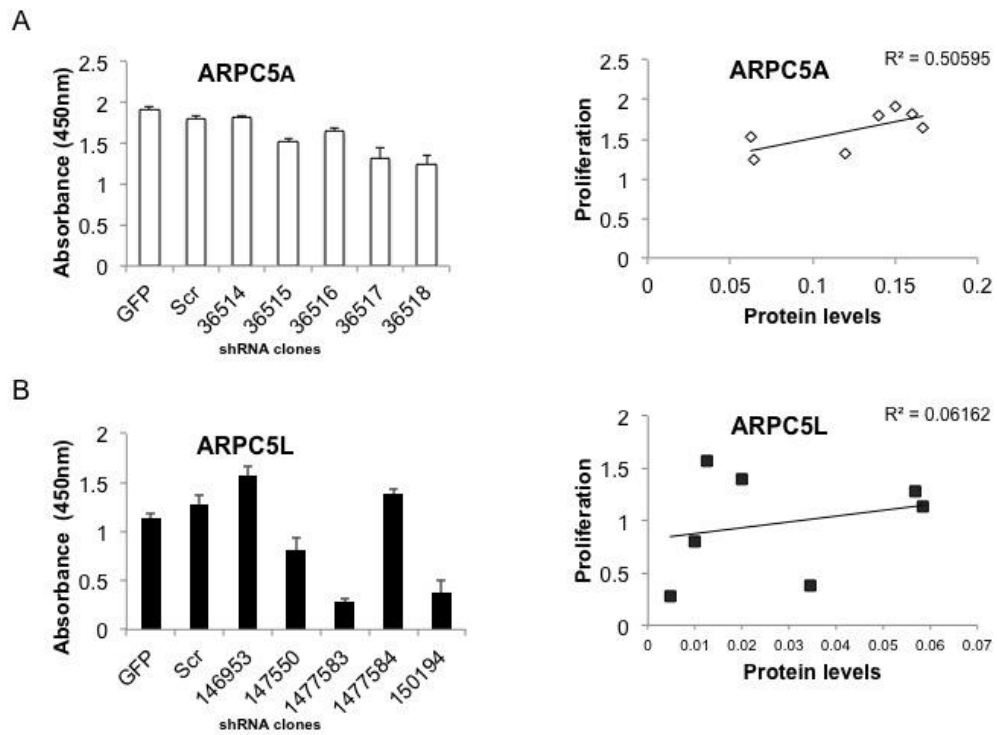 A
ARPC5A
Absorbance (450nm)
2.5
2
1.5
1
0.5
0
GFP
Scr
36514
36515
36516
36517
36518
shRNA clones
ARPC5A
R² = 0.50595
Proliferation
2.5
2
1.5
1
0.5
0
0
0.05
0.1
0.15
0.2
Protein levels
B
ARPC5L
Absorbance (450nm)
2
1.5
1
0.5
0
GFP
Scr
146953
147550
1477583
1477584
150194
shRNA clones
ARPC5L
R² = 0.06162
Proliferation
2
1.5
1
0.5
0
0
0.01
0.02
0.03
0.04
0.05
0.06
0.07
Protein levels